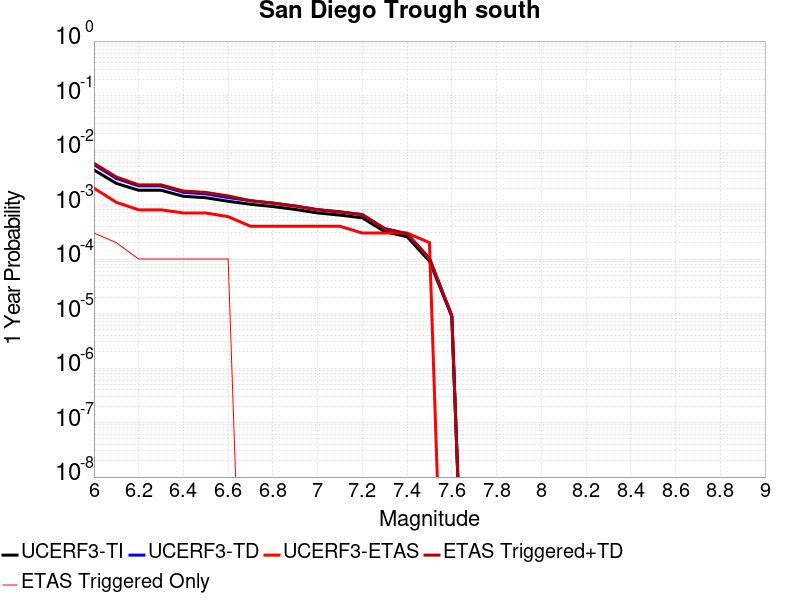 San Diego Trough south
1 Year Probability
10^0
10^-1
10^-2
10^-3
10^-4
10^-5
10^-6
10^-7
10^-8
6 6.2 6.4 6.6 6.8 7 7.2 7.4 7.6 7.8 8 8.2 8.4 8.6 8.8 9
Magnitude
UCERF3-TI UCERF3-TD UCERF3-ETAS ETAS Triggered+TD
ETAS Triggered Only